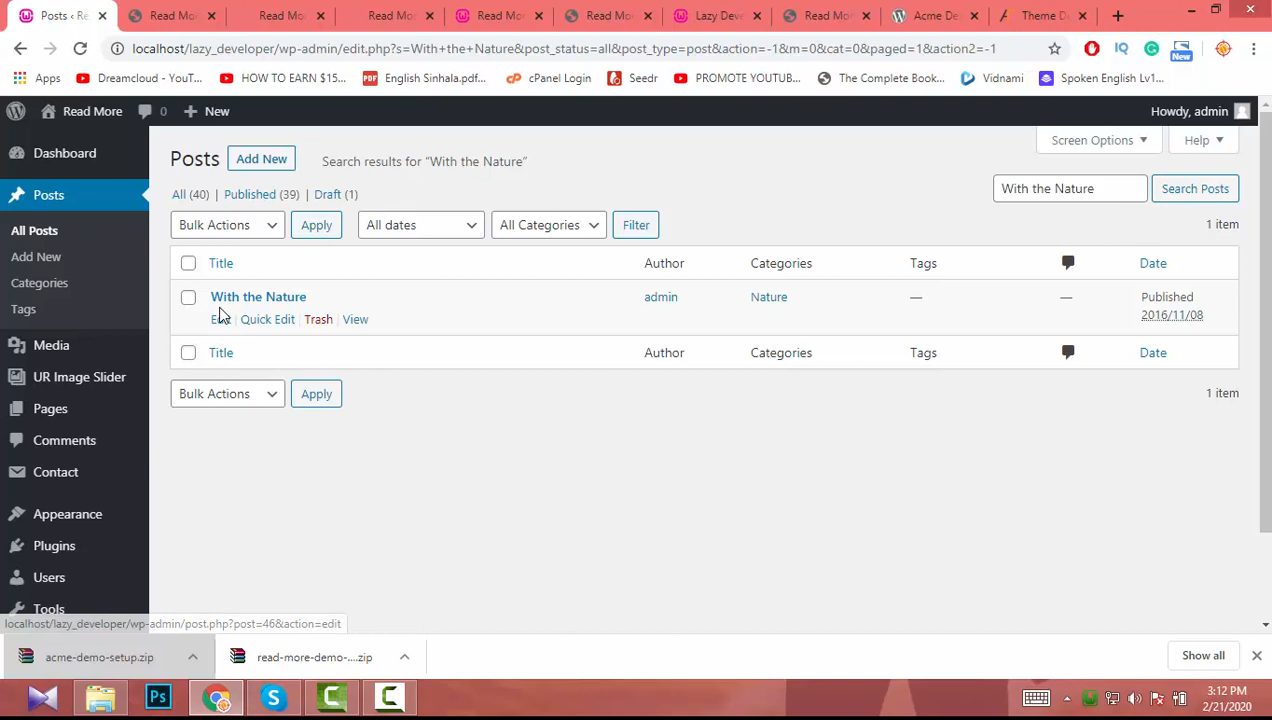 Posts ‹ Re
Read Mo
Read Mo
Read Mo
Read Mo
Read Mo
Lazy Deve
Read Mo
Acme De
Theme D
localhost/lazy_developer/wp-admin/edit.php?s=With+the+Nature&post_status=all&post_type=post&action=-1&m=0&cat=0&paged=1&action2=-1
IQ
New
Apps
Dreamcloud - YouT...
HOW TO EARN $15...
PDF English Sinhala.pdf...
cP cPanel Login
Seedr
PROMOTE YOUTUB...
The Complete Book...
Vidnami
Spoken English Lv1...
Read More
0
New
Howdy, admin
Dashboard
Posts
All Posts
Add New
Categories
Tags
Media
UR Image Slider
Pages
Comments
Contact
Appearance
Plugins
Users
Tools
Screen Options
Help
Posts
Add New
Search results for “With the Nature”
All (40) | Published (39) | Draft (1)
With the Nature
Search Posts
Bulk Actions
Apply
All dates
All Categories
Filter
1 item
Title
Author
Categories
Tags
Date
With the Nature
admin
Nature
—
—
Published
2016/11/08
Edit | Quick Edit | Trash | View
Title
Author
Categories
Tags
Date
Bulk Actions
Apply
1 item
localhost/lazy_developer/wp-admin/post.php?post=46&action=edit
acme-demo-setup.zip
read-more-demo-....zip
Show all
Ps
S
C
C
3:12 PM
2/21/2020